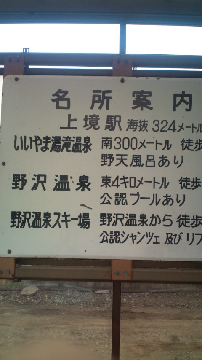 名所案内
上境駅 海抜 324メートル
いいやま湯滝温泉 南300メートル 徒歩
野天風呂あり
野沢温泉 東4キロメートル 徒歩
公認プールあり
野沢温泉スキー場 野沢温泉から徒歩
公認シャンツェ 及び リフ